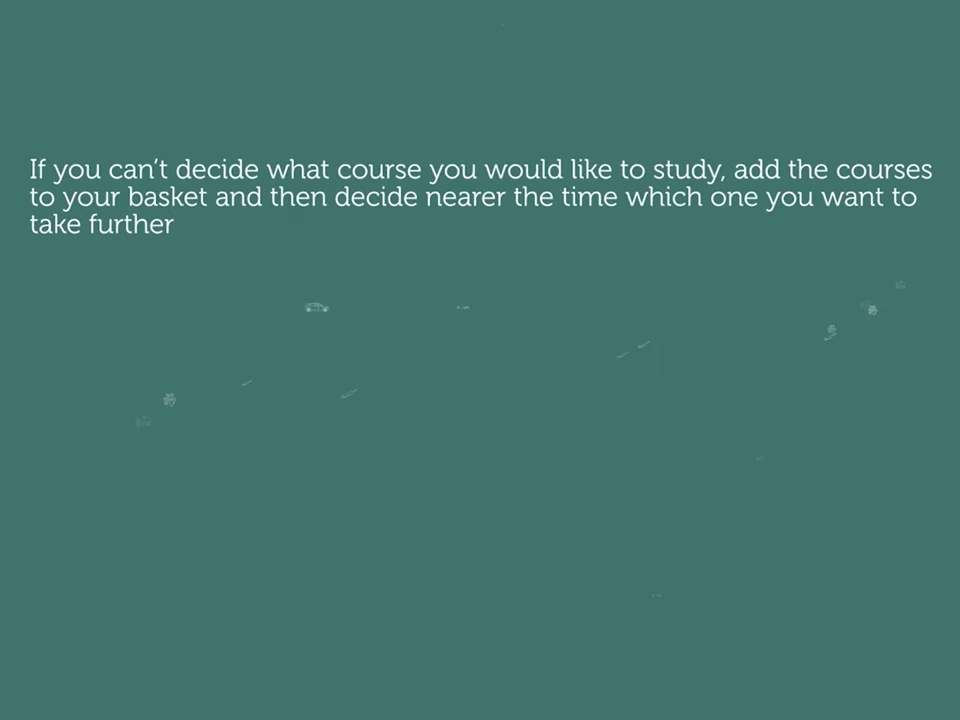 If you can't decide what course you would like to study, add the courses
to your basket and then decide nearer the time which one you want to
take further